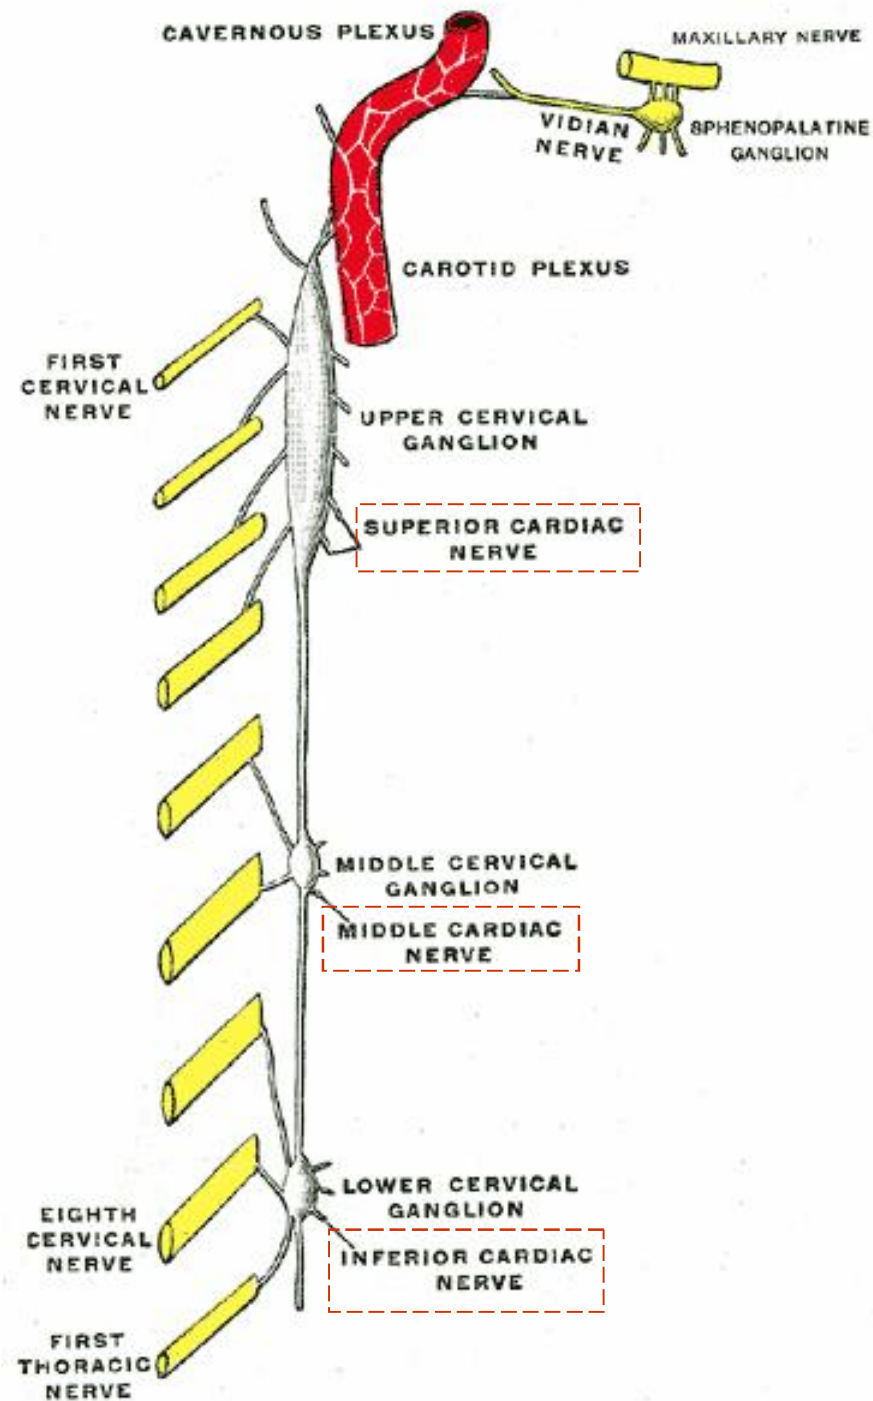 CAVERNOUS PLEXUS
MAXILLARY NERVE
VIDIAN
NERVE
SPHENOPALATINE
GANGLION
CAROTID PLEXUS
FIRST
CERVICAL
NERVE
UPPER CERVICAL
GANGLION
SUPERIOR CARDIAC
NERVE
MIDDLE CERVICAL
GANGLION
MIDDLE CARDIAC
NERVE
LOWER CERVICAL
GANGLION
EIGHTH
CERVICAL
NERVE
INFERIOR CARDIAC
NERVE
FIRST
THORACIC
NERVE